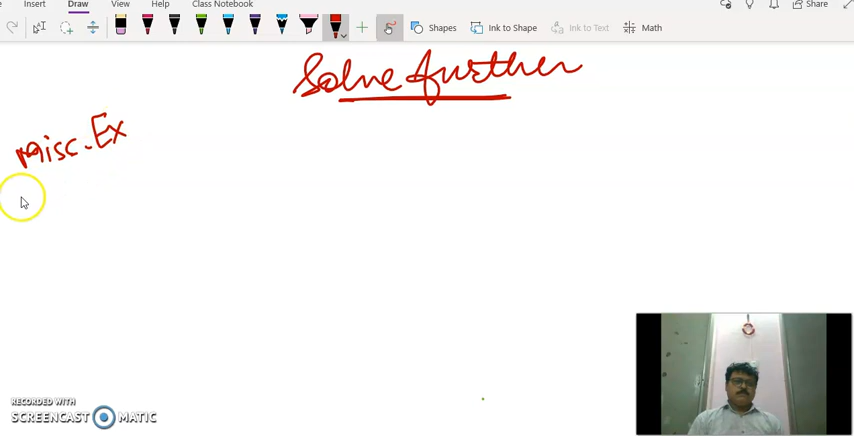 Insert Draw View Help Class Notebook Share
Shapes Ink to Shape Ink to Text Math
Solve further
Misc. Ex
RECORDED WITH
SCREENCAST MATIC